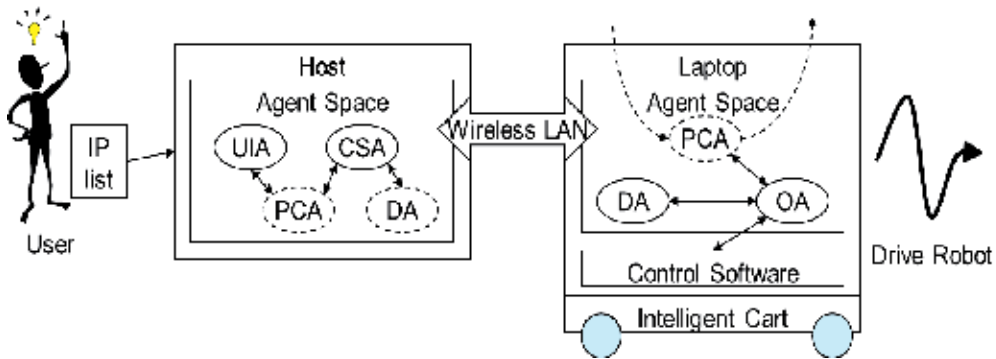 IP
list
User
Host
Agent Space
UIA
CSA
PCA
DA
Wireless LAN
Laptop
Agent Space
PCA
DA
OA
Control Software
Intelligent Cart
Drive Robot